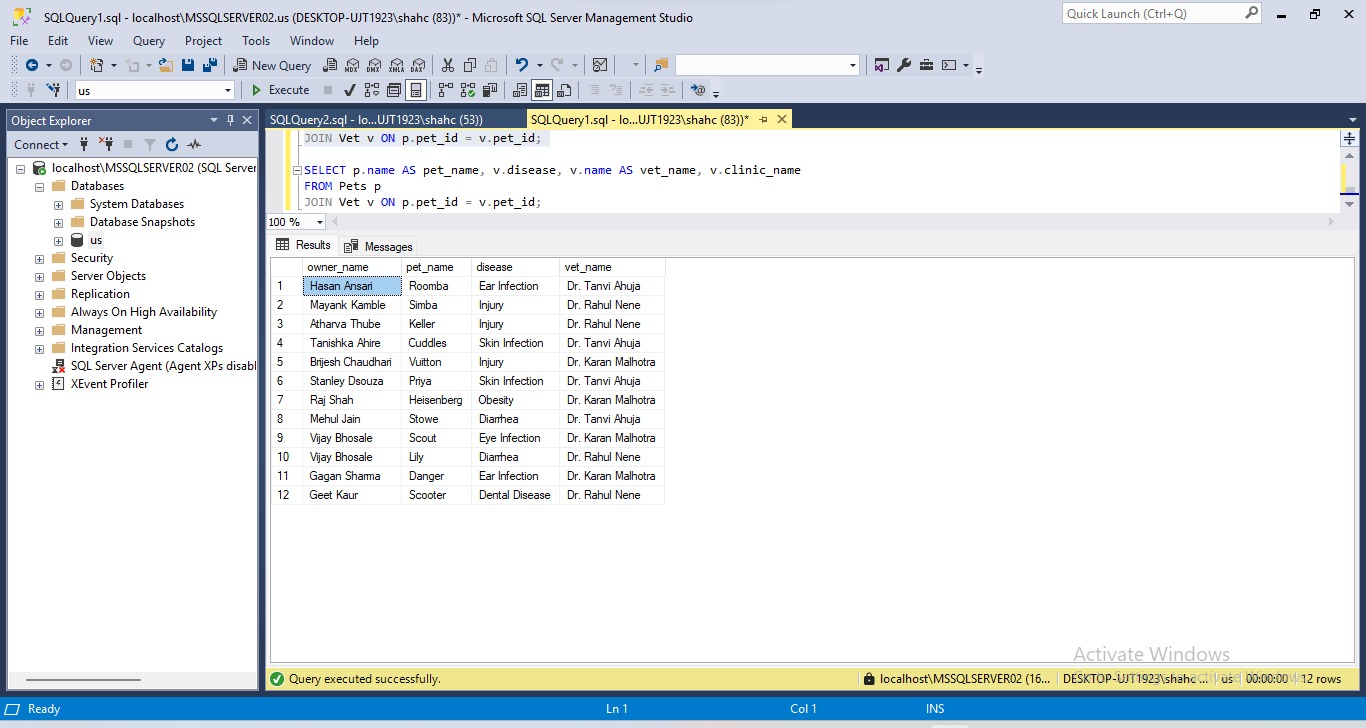 SQLQuery1.sql - localhost\MSSQLSERVER02.us (DESKTOP-UJT1923\shahc (83))* - Microsoft SQL Server Management Studio
Quick Launch (Ctrl+Q)
File Edit View Query Project Tools Window Help
New Query MDX DMX XMLA DAX
us Execute
Object Explorer
SQLQuery2.sql - lo...UJT1923\shahc (53))
SQLQuery1.sql - lo...UJT1923\shahc (83))*
Connect
localhost\MSSQLSERVER02 (SQL Server
Databases
System Databases
Database Snapshots
us
Security
Server Objects
Replication
Always On High Availability
Management
Integration Services Catalogs
SQL Server Agent (Agent XPs disabl
XEvent Profiler
JOIN Vet v ON p.pet_id = v.pet_id;
SELECT p.name AS pet_name, v.disease, v.name AS vet_name, v.clinic_name
FROM Pets p
JOIN Vet v ON p.pet_id = v.pet_id;
100 %
Results Messages
owner_name pet_name disease vet_name
1 Hasan Ansari Roomba Ear Infection Dr. Tanvi Ahuja
2 Mayank Kamble Simba Injury Dr. Rahul Nene
3 Atharva Thube Keller Injury Dr. Rahul Nene
4 Tanishka Ahire Cuddles Skin Infection Dr. Tanvi Ahuja
5 Brijesh Chaudhari Vuitton Injury Dr. Karan Malhotra
6 Stanley Dsouza Priya Skin Infection Dr. Tanvi Ahuja
7 Raj Shah Heisenberg Obesity Dr. Karan Malhotra
8 Mehul Jain Stowe Diarrhea Dr. Tanvi Ahuja
9 Vijay Bhosale Scout Eye Infection Dr. Karan Malhotra
10 Vijay Bhosale Lily Diarrhea Dr. Rahul Nene
11 Gagan Sharma Danger Ear Infection Dr. Karan Malhotra
12 Geet Kaur Scooter Dental Disease Dr. Rahul Nene
Activate Windows
Query executed successfully.
localhost\MSSQLSERVER02 (16... DESKTOP-UJT1923\shahc ... us 00:00:00 12 rows
Ready Ln 1 Col 1 INS